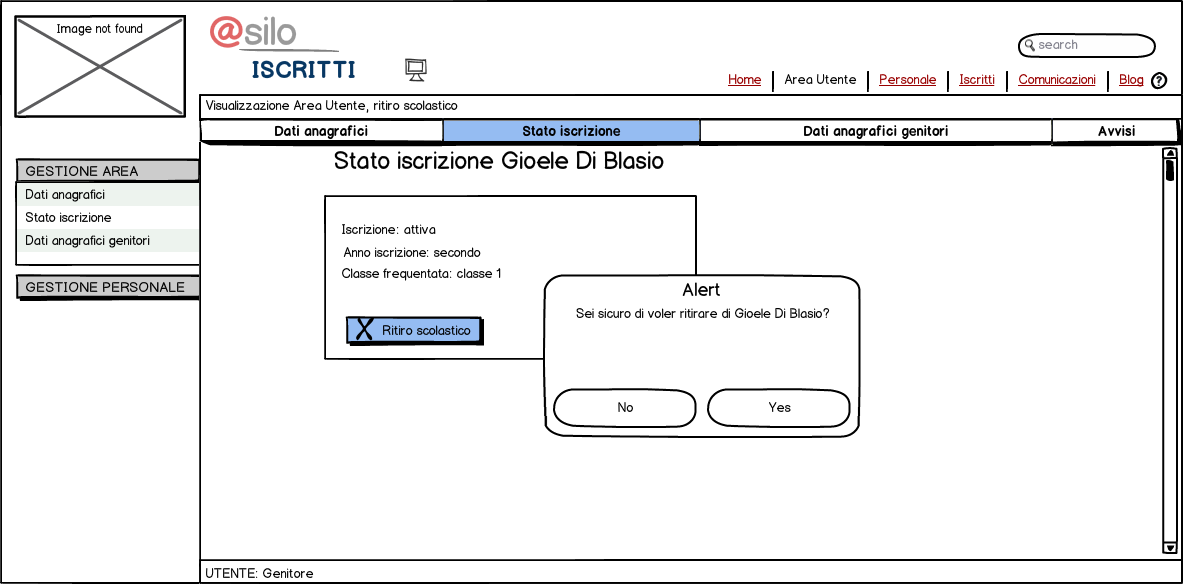 Image not found
@silo
ISCRITTI
search
Home
Area Utente
Personale
Iscritti
Comunicazioni
Blog
?
Visualizzazione Area Utente, ritiro scolastico
Dati anagrafici
Stato iscrizione
Dati anagrafici genitori
Avvisi
GESTIONE AREA
Dati anagrafici
Stato iscrizione
Dati anagrafici genitori
GESTIONE PERSONALE
Stato iscrizione Gioele Di Blasio
Iscrizione: attiva
Anno iscrizione: secondo
Classe frequentata: classe 1
Ritiro scolastico
Alert
Sei sicuro di voler ritirare di Gioele Di Blasio?
No
Yes
UTENTE: Genitore